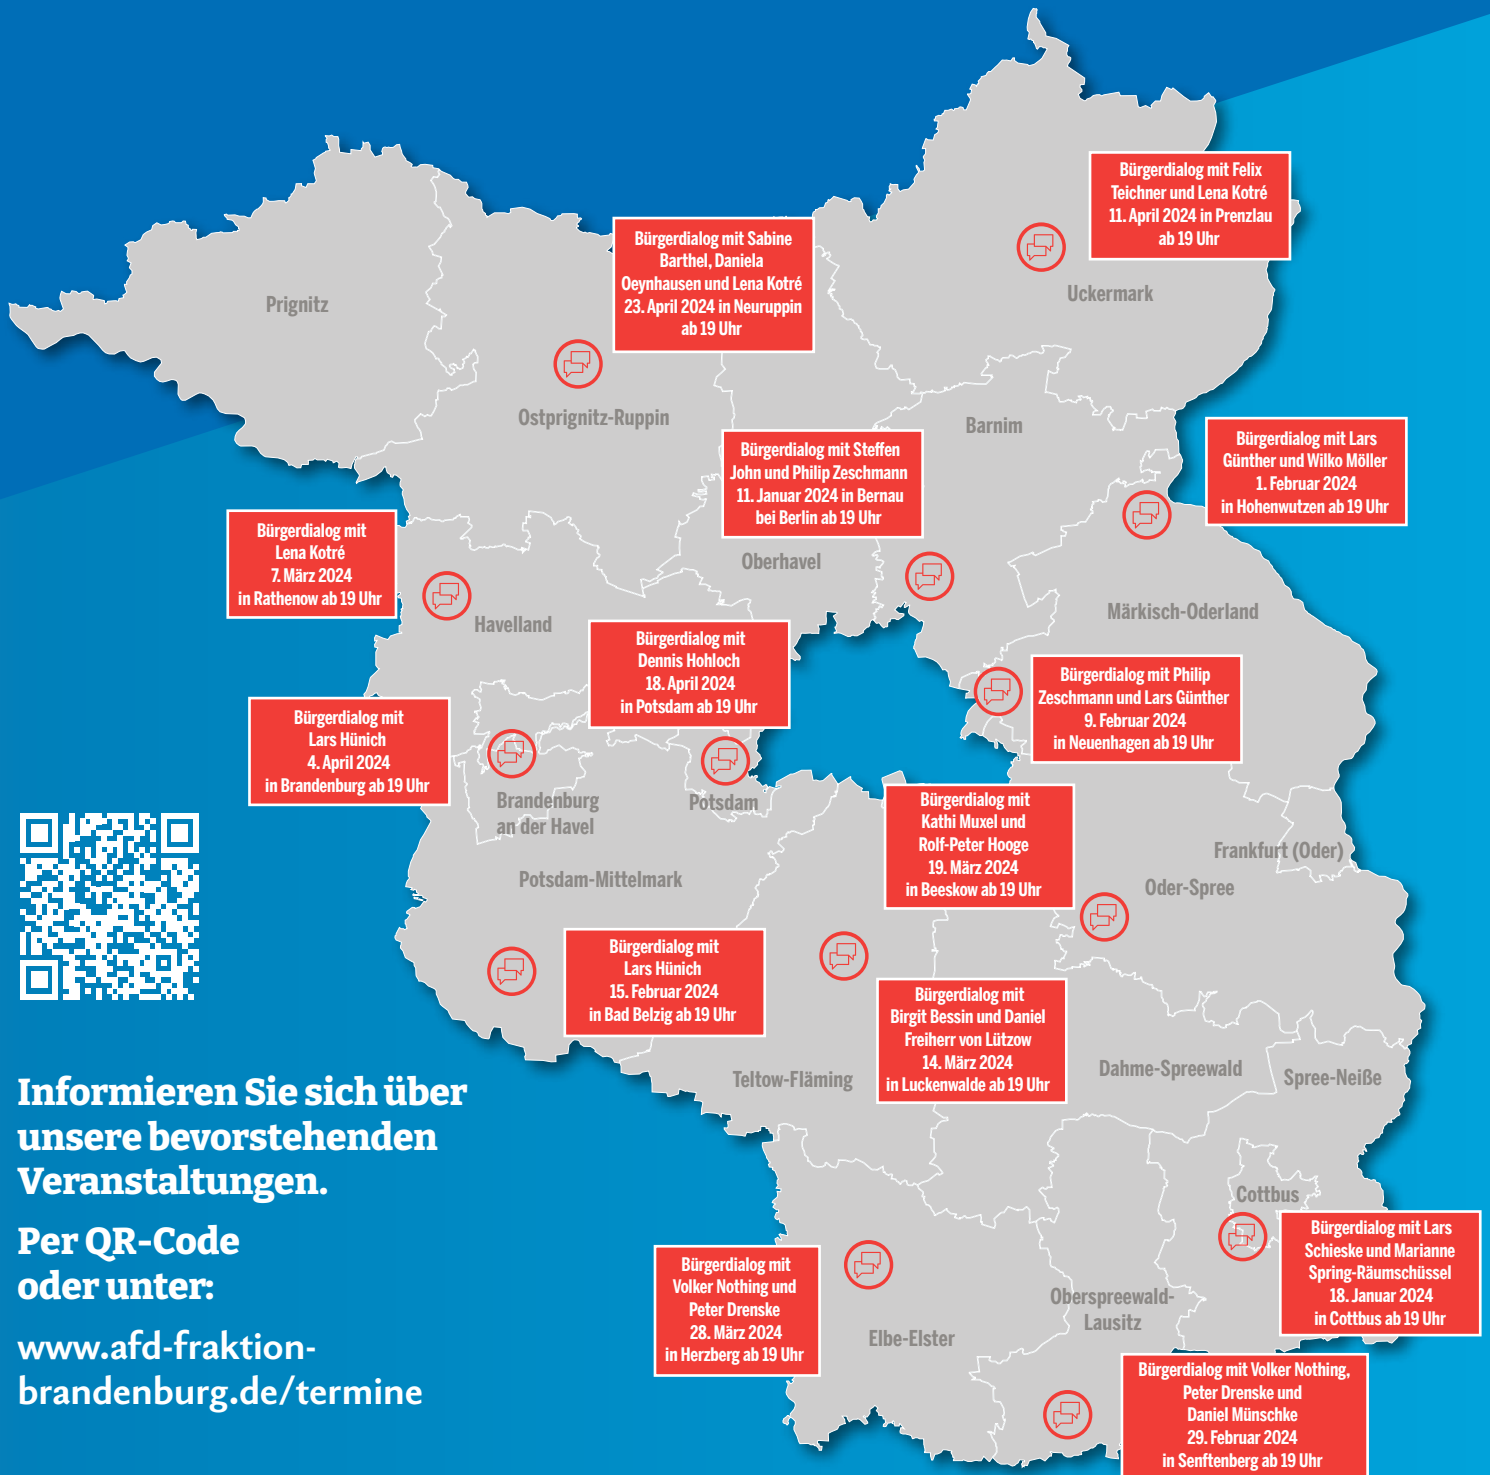 Bürgerdialog mit Felix
Teichner und Lena Kotré
11. April 2024 in Prenzlau
ab 19 Uhr
Uckermark
Bürgerdialog mit Sabine
Barthel, Daniela
Oeynhausen und Lena Kotré
23. April 2024 in Neuruppin
ab 19 Uhr
Prignitz
Ostprignitz-Ruppin
Barnim
Bürgerdialog mit Lars
Günther und Wilko Möller
1. Februar 2024
in Hohenwutzen ab 19 Uhr
Bürgerdialog mit Steffen
John und Philip Zeschmann
11. Januar 2024 in Bernau
bei Berlin ab 19 Uhr
Oberhavel
Bürgerdialog mit
Lena Kotré
7. März 2024
in Rathenow ab 19 Uhr
Havelland
Märkisch-Oderland
Bürgerdialog mit
Dennis Hohloch
18. April 2024
in Potsdam ab 19 Uhr
Bürgerdialog mit Philip
Zeschmann und Lars Günther
9. Februar 2024
in Neuenhagen ab 19 Uhr
Bürgerdialog mit
Lars Hünich
4. April 2024
in Brandenburg ab 19 Uhr
Brandenburg
an der Havel
Potsdam
Bürgerdialog mit
Kathi Muxel und
Rolf-Peter Hooge
19. März 2024
in Beeskow ab 19 Uhr
Frankfurt (Oder)
Oder-Spree
Potsdam-Mittelmark
Bürgerdialog mit
Lars Hünich
15. Februar 2024
in Bad Belzig ab 19 Uhr
Bürgerdialog mit
Birgit Bessin und Daniel
Freiherr von Lützow
14. März 2024
in Luckenwalde ab 19 Uhr
Teltow-Fläming
Dahme-Spreewald
Spree-Neiße
Informieren Sie sich über
unsere bevorstehenden
Veranstaltungen.
Per QR-Code
oder unter:
www.afd-fraktion-
brandenburg.de/termine
Cottbus
Bürgerdialog mit Lars
Schieske und Marianne
Spring-Räumschüssel
18. Januar 2024
in Cottbus ab 19 Uhr
Bürgerdialog mit
Volker Nothing und
Peter Drenske
28. März 2024
in Herzberg ab 19 Uhr
Elbe-Elster
Oberspreewald-
Lausitz
Bürgerdialog mit Volker Nothing,
Peter Drenske und
Daniel Münschke
29. Februar 2024
in Senftenberg ab 19 Uhr